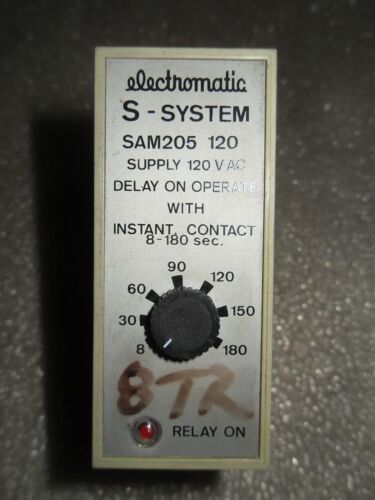 electromatic
S-SYSTEM
SAM205 120
SUPPLY 120 V AC
DELAY ON OPERATE
WITH
INSTANT. CONTACT
8-180 sec.
90
60 120
30 150
8 180
8TR
RELAY ON